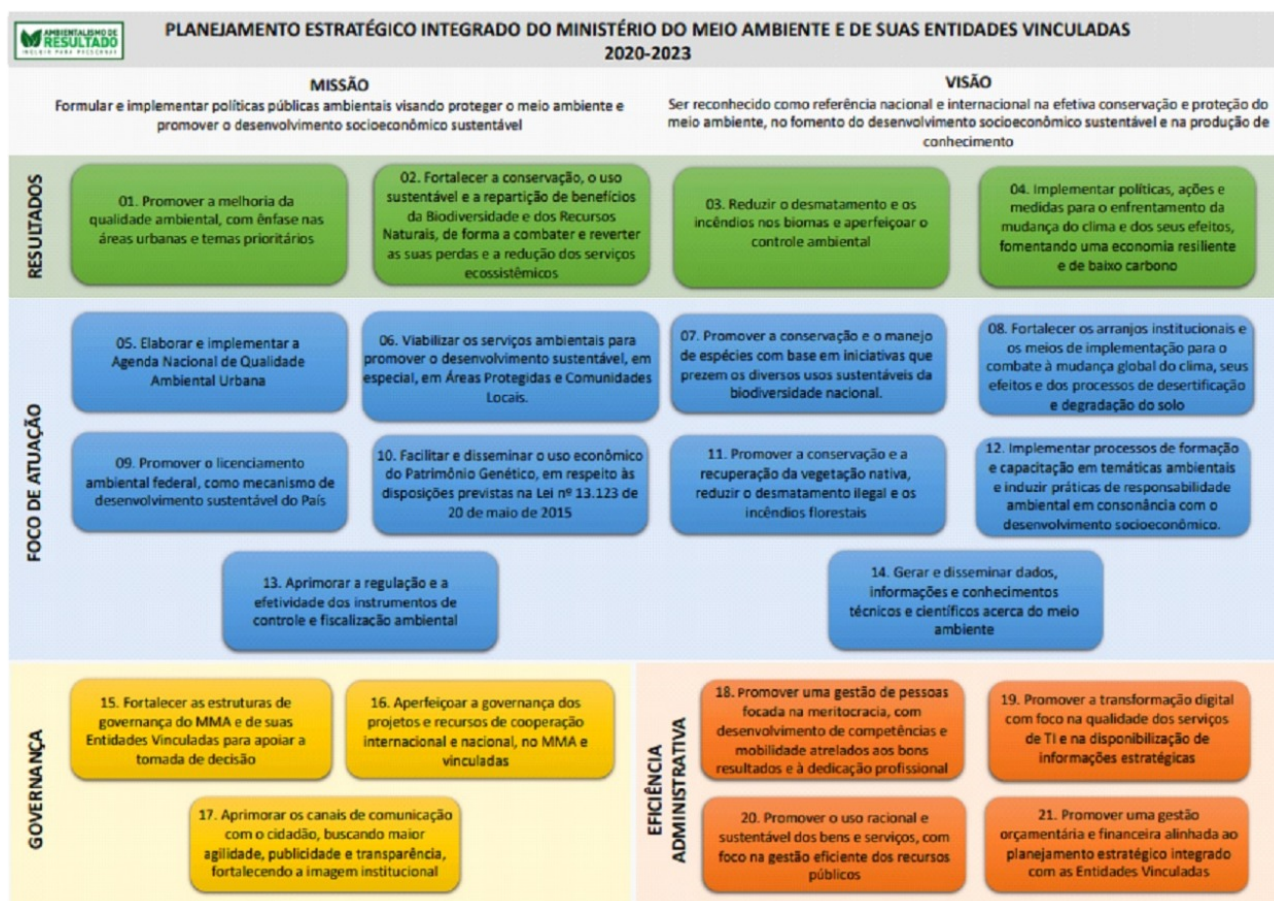 AMBIENTALISMO DE
RESULTADO
INCLUIR PARA PRESERVAR
PLANEJAMENTO ESTRATÉGICO INTEGRADO DO MINISTÉRIO DO MEIO AMBIENTE E DE SUAS ENTIDADES VINCULADAS
2020-2023
MISSÃO
Formular e implementar políticas públicas ambientais visando proteger o meio ambiente e
promover o desenvolvimento socioeconômico sustentável
VISÃO
Ser reconhecido como referência nacional e internacional na efetiva conservação e proteção do
meio ambiente, no fomento do desenvolvimento socioeconômico sustentável e na produção de
conhecimento
RESULTADOS
01. Promover a melhoria da
qualidade ambiental, com ênfase nas
áreas urbanas e temas prioritários
02. Fortalecer a conservação, o uso
sustentável e a repartição de benefícios
da Biodiversidade e dos Recursos
Naturais, de forma a combater e reverter
as suas perdas e a redução dos serviços
ecossistêmicos
03. Reduzir o desmatamento e os
incêndios nos biomas e aperfeiçoar o
controle ambiental
04. Implementar políticas, ações e
medidas para o enfrentamento da
mudança do clima e dos seus efeitos,
fomentando uma economia resiliente
e de baixo carbono
FOCO DE ATUAÇÃO
05. Elaborar e implementar a
Agenda Nacional de Qualidade
Ambiental Urbana
06. Viabilizar os serviços ambientais para
promover o desenvolvimento sustentável, em
especial, em Áreas Protegidas e Comunidades
Locais.
07. Promover a conservação e o manejo
de espécies com base em iniciativas que
prezem os diversos usos sustentáveis da
biodiversidade nacional.
08. Fortalecer os arranjos institucionais e
os meios de implementação para o
combate à mudança global do clima, seus
efeitos e dos processos de desertificação
e degradação do solo
09. Promover o licenciamento
ambiental federal, como mecanismo de
desenvolvimento sustentável do País
10. Facilitar e disseminar o uso econômico
do Patrimônio Genético, em respeito às
disposições previstas na Lei nº 13.123 de
20 de maio de 2015
11. Promover a conservação e a
recuperação da vegetação nativa,
reduzir o desmatamento ilegal e os
incêndios florestais
12. Implementar processos de formação
e capacitação em temáticas ambientais
e induzir práticas de responsabilidade
ambiental em consonância com o
desenvolvimento socioeconômico.
13. Aprimorar a regulação e a
efetividade dos instrumentos de
controle e fiscalização ambiental
14. Gerar e disseminar dados,
informações e conhecimentos
técnicos e científicos acerca do meio
ambiente
GOVERNANÇA
15. Fortalecer as estruturas de
governança do MMA e de suas
Entidades Vinculadas para apoiar a
tomada de decisão
16. Aperfeiçoar a governança dos
projetos e recursos de cooperação
internacional e nacional, no MMA e
vinculadas
17. Aprimorar os canais de comunicação
com o cidadão, buscando maior
agilidade, publicidade e transparência,
fortalecendo a imagem institucional
EFICIÊNCIA
ADMINISTRATIVA
18. Promover uma gestão de pessoas
focada na meritocracia, com
desenvolvimento de competências e
mobilidade atrelados aos bons
resultados e à dedicação profissional
19. Promover a transformação digital
com foco na qualidade dos serviços
de TI e na disponibilização de
informações estratégicas
20. Promover o uso racional e
sustentável dos bens e serviços, com
foco na gestão eficiente dos recursos
públicos
21. Promover uma gestão
orçamentária e financeira alinhada ao
planejamento estratégico integrado
com as Entidades Vinculadas